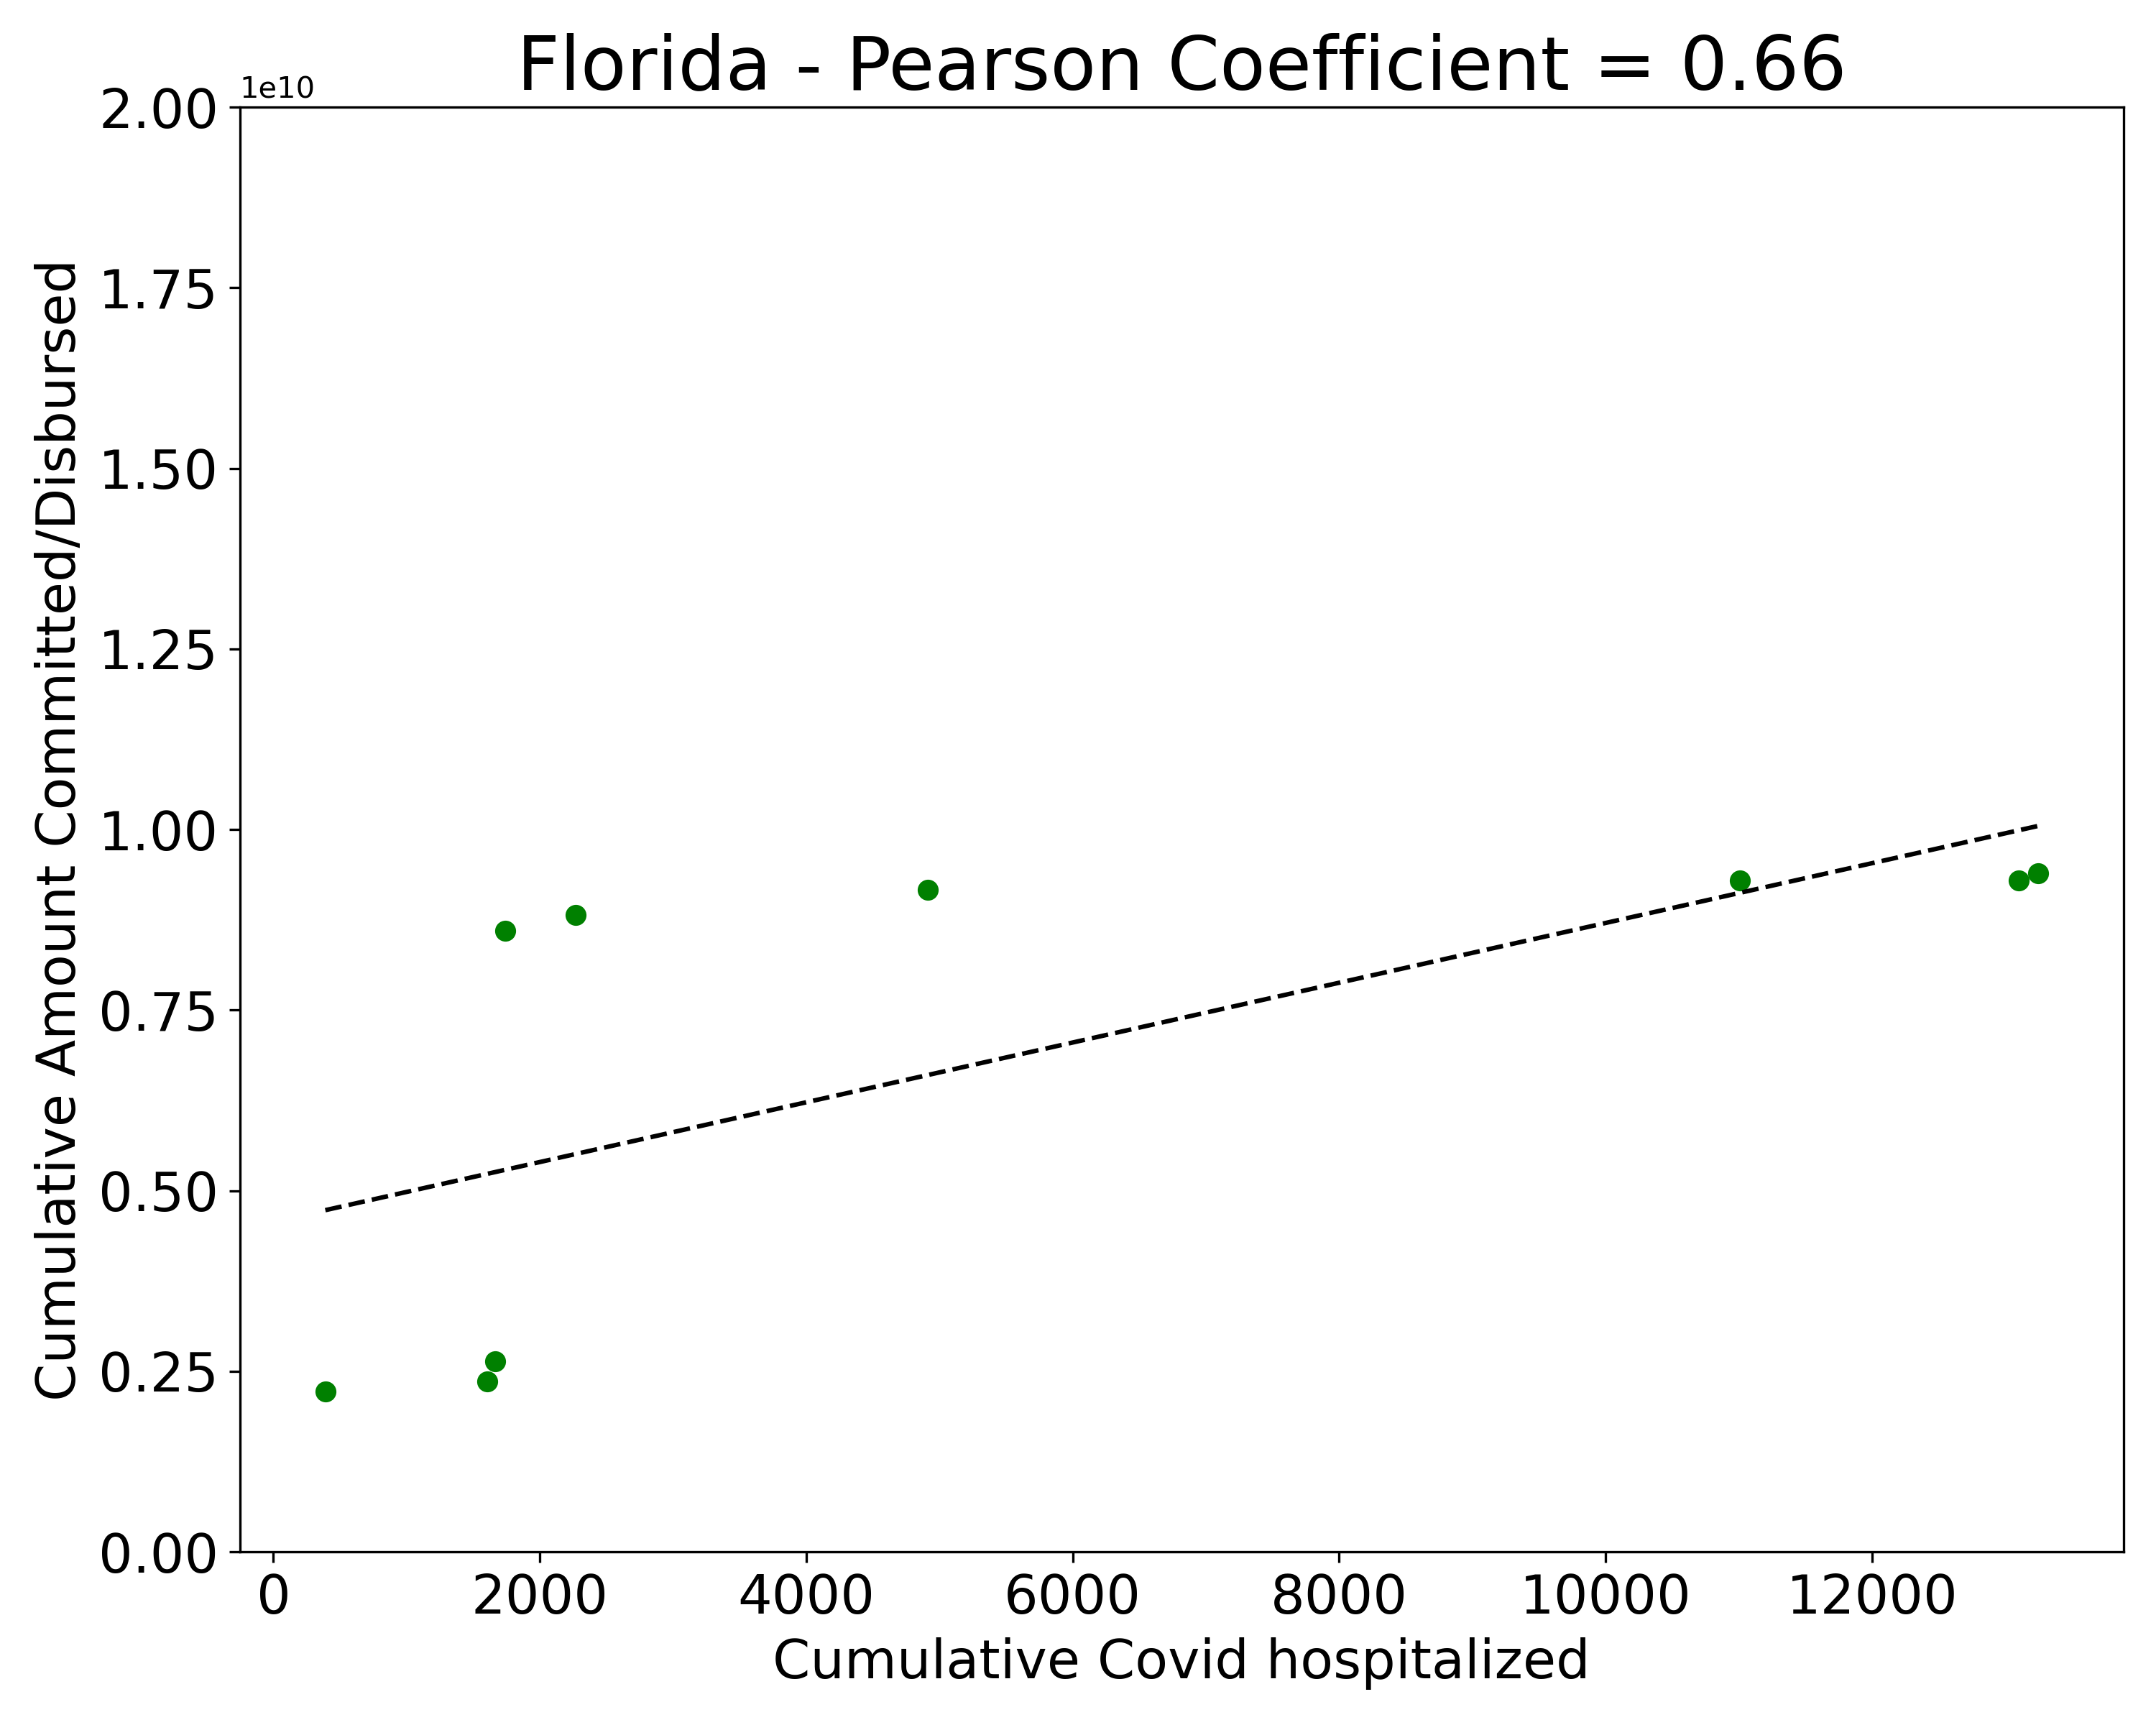 Florida - Pearson Coefficient = 0.66
1e10
2.00
1.75
1.50
1.25
1.00
0.75
0.50
0.25
0.00
Cumulative Amount Committed/Disbursed
0 2000 4000 6000 8000 10000 12000
Cumulative Covid hospitalized